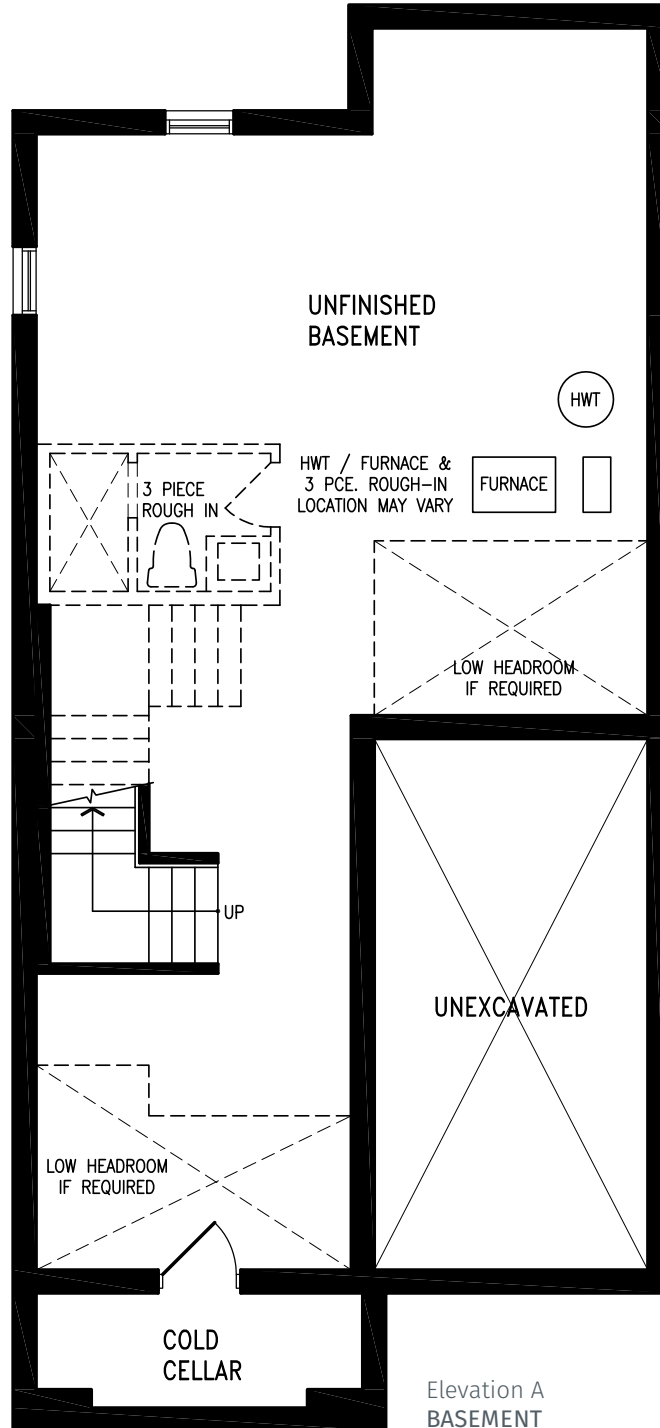 UNFINISHED
BASEMENT
HWT
3 PIECE
ROUGH IN
HWT / FURNACE &
3 PCE. ROUGH-IN
LOCATION MAY VARY
FURNACE
LOW HEADROOM
IF REQUIRED
UP
UNEXCAVATED
LOW HEADROOM
IF REQUIRED
COLD
CELLAR
Elevation A
BASEMENT